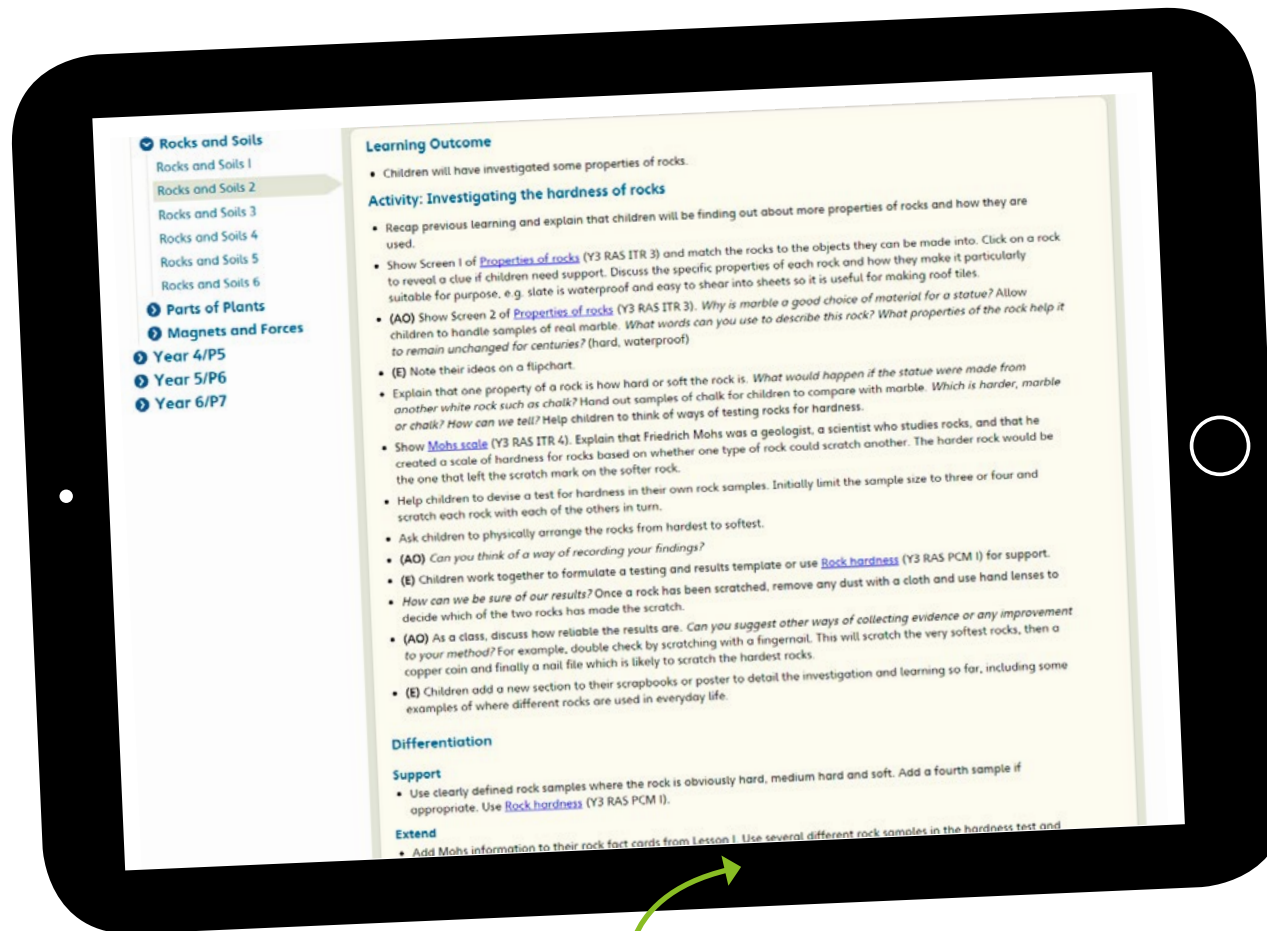 Rocks and Soils
Rocks and Soils 1
Rocks and Soils 2
Rocks and Soils 3
Rocks and Soils 4
Rocks and Soils 5
Rocks and Soils 6
Parts of Plants
Magnets and Forces
Year 4/P5
Year 5/P6
Year 6/P7
Learning Outcome
• Children will have investigated some properties of rocks.
Activity: Investigating the hardness of rocks
• Recap previous learning and explain that children will be finding out about more properties of rocks and how they are
used.
• Show Screen 1 of Properties of rocks (Y3 RAS ITR 3) and match the rocks to the objects they can be made into. Click on a rock
to reveal a clue if children need support. Discuss the specific properties of each rock and how they make it particularly
suitable for purpose, e.g. slate is waterproof and easy to shear into sheets so it is useful for making roof tiles.
• (AO) Show Screen 2 of Properties of rocks (Y3 RAS ITR 3). Why is marble a good choice of material for a statue? Allow
children to handle samples of real marble. What words can you use to describe this rock? What properties of the rock help it
to remain unchanged for centuries? (hard, waterproof)
• (E) Note their ideas on a flipchart.
• Explain that one property of a rock is how hard or soft the rock is. What would happen if the statue were made from
another white rock such as chalk? Hand out samples of chalk for children to compare with marble. Which is harder, marble
or chalk? How can we tell? Help children to think of ways of testing rocks for hardness.
• Show Mohs scale (Y3 RAS ITR 4). Explain that Friedrich Mohs was a geologist, a scientist who studies rocks, and that he
created a scale of hardness for rocks based on whether one type of rock could scratch another. The harder rock would be
the one that left the scratch mark on the softer rock.
• Help children to devise a test for hardness in their own rock samples. Initially limit the sample size to three or four and
scratch each rock with each of the others in turn.
• Ask children to physically arrange the rocks from hardest to softest.
• (AO) Can you think of a way of recording your findings?
• (E) Children work together to formulate a testing and results template or use Rock hardness (Y3 RAS PCM 1) for support.
• How can we be sure of our results? Once a rock has been scratched, remove any dust with a cloth and use hand lenses to
decide which of the two rocks has made the scratch.
• (AO) As a class, discuss how reliable the results are. Can you suggest other ways of collecting evidence or any improvement
to your method? For example, double check by scratching with a fingernail. This will scratch the very softest rocks, then a
copper coin and finally a nail file which is likely to scratch the hardest rocks.
• (E) Children add a new section to their scrapbooks or poster to detail the investigation and learning so far, including some
examples of where different rocks are used in everyday life.
Differentiation
Support
• Use clearly defined rock samples where the rock is obviously hard, medium hard and soft. Add a fourth sample if
appropriate. Use Rock hardness (Y3 RAS PCM 1).
Extend
• Add Mohs information to their rock fact cards from Lesson 1. Use several different rock samples in the hardness test and